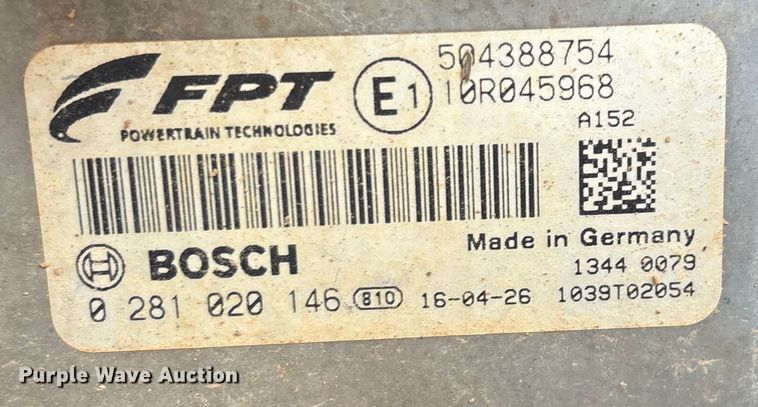 FPT
POWERTRAIN TECHNOLOGIES
E1
504388754
10R045968
A152
BOSCH
Made in Germany
1344 0079
0 281 020 146 810 16-04-26 1039T02054
Purple Wave Auction